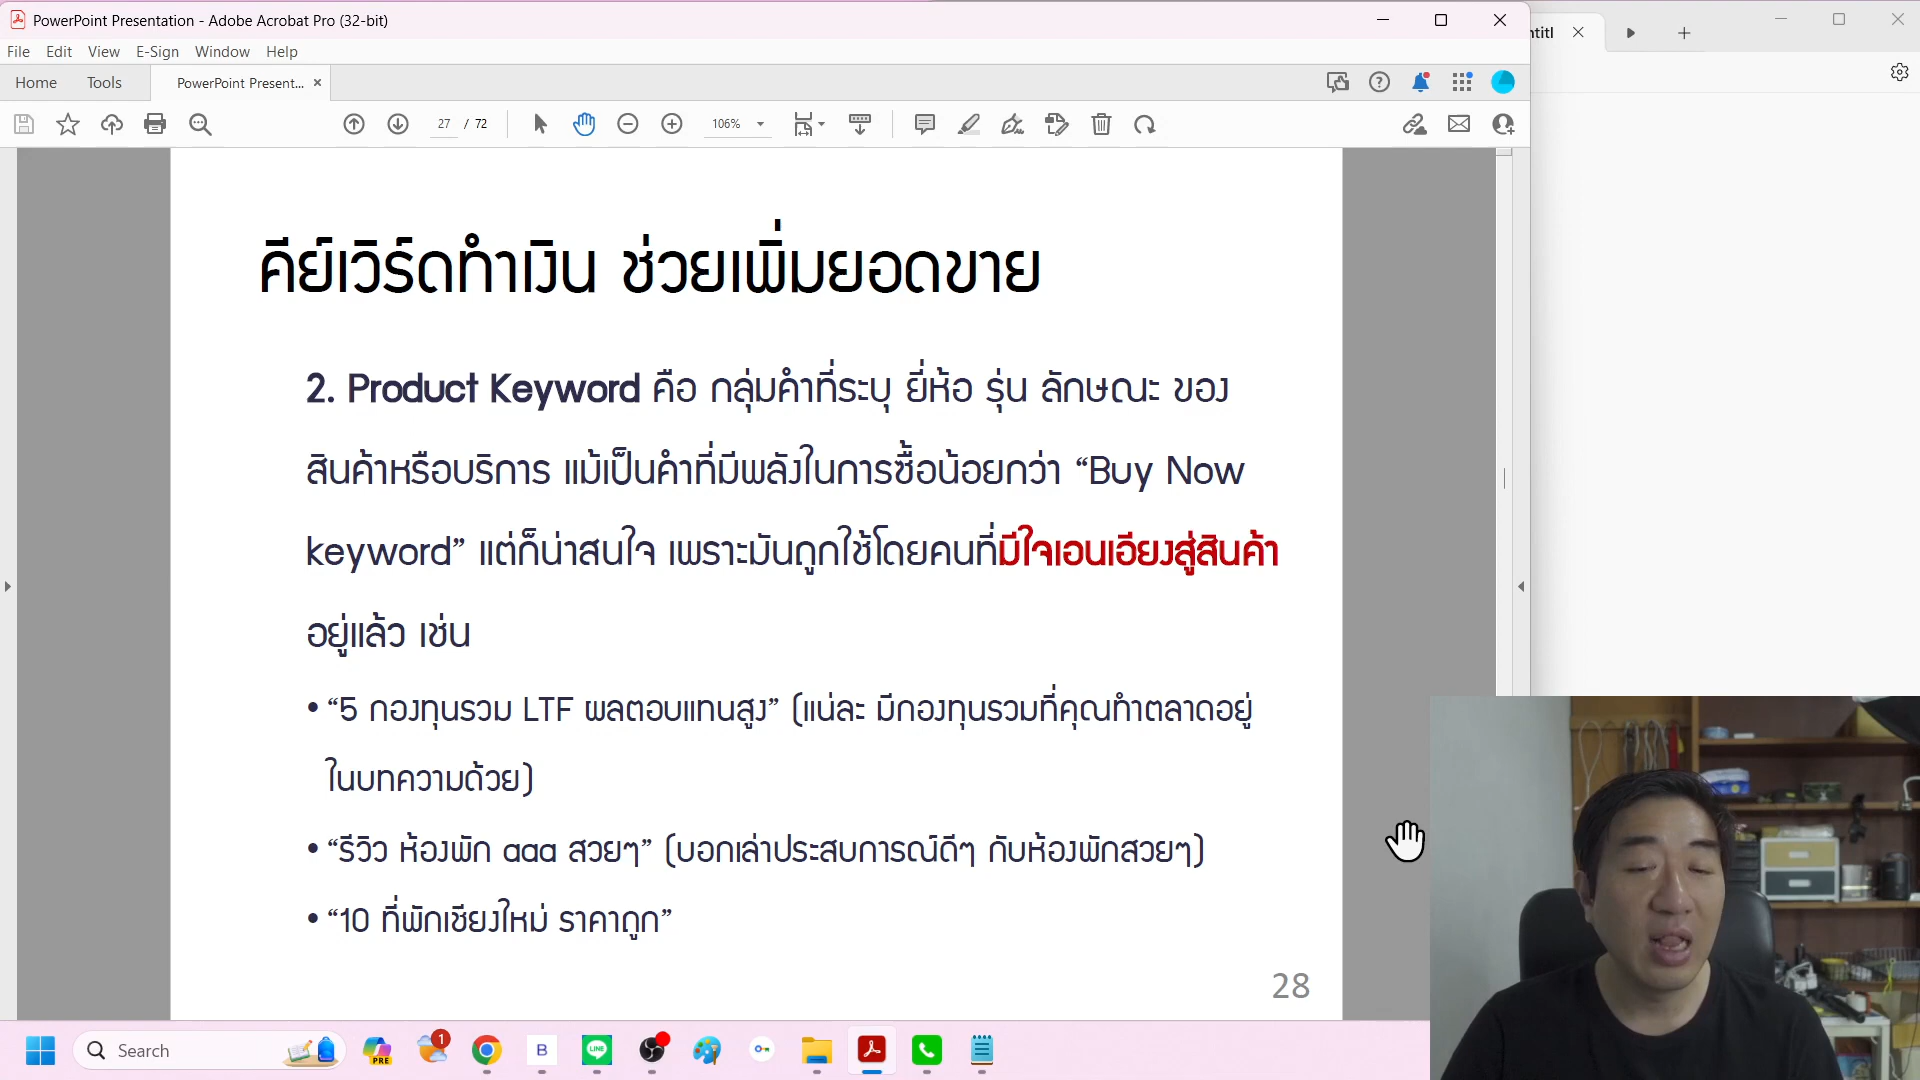 PowerPoint Presentation - Adobe Acrobat Pro (32-bit)
File Edit View E-Sign Window Help
Home Tools PowerPoint Present...
27 / 72 106%
คีย์เวิร์ดทำเงิน ช่วยเพิ่มยอดขาย
2. Product Keyword คือ กลุ่มคำที่ระบุ ยี่ห้อ รุ่น ลักษณะ ของ
สินค้าหรือบริการ แม้เป็นคำที่มีพลังในการซื้อน้อยกว่า “Buy Now
keyword” แต่ก็น่าสนใจ เพราะมันถูกใช้โดยคนที่มีใจเอนเอียงสู่สินค้า
อยู่แล้ว เช่น
• “5 กองทุนรวม LTF ผลตอบแทนสูง” (แน่ละ มีกองทุนรวมที่คุณทำตลาดอยู่
ในบทความด้วย)
• “รีวิว ห้องพัก aaa สวยๆ” (บอกเล่าประสบการณ์ดีๆ กับห้องพักสวยๆ)
• “10 ที่พักเชียงใหม่ ราคาถูก”
28
Search PRE 1 B LINE